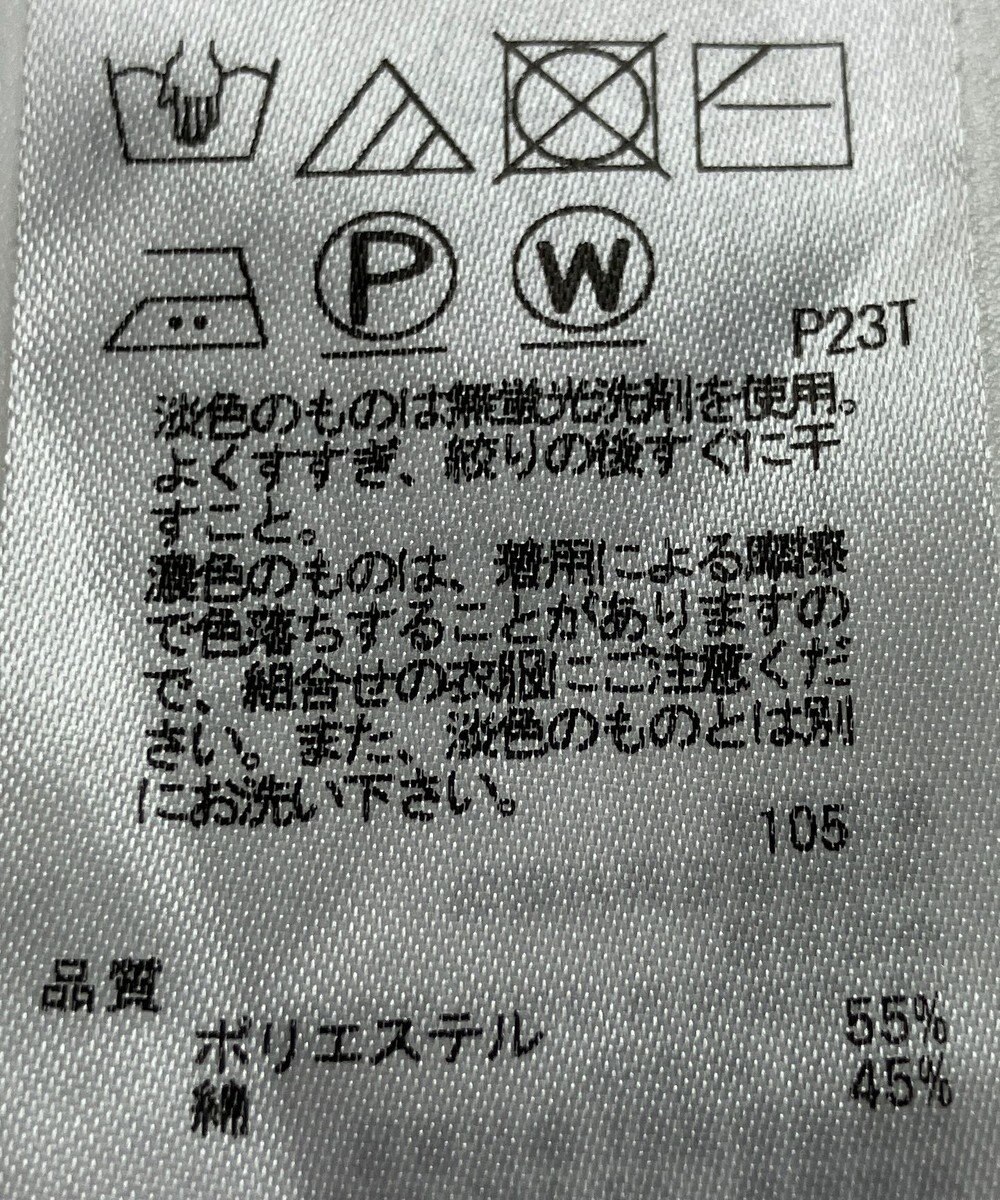 P
W
P23T
淡色のものは無蛍光洗剤を使用。
よくすすぎ、絞りの後すぐに干
すこと。
濃色のものは、着用による摩擦
で色落ちすることがありますの
で、組合せの衣服にご注意くだ
さい。また、淡色のものとは別
にお洗い下さい。
105
品質
ポリエステル 55%
綿 45%